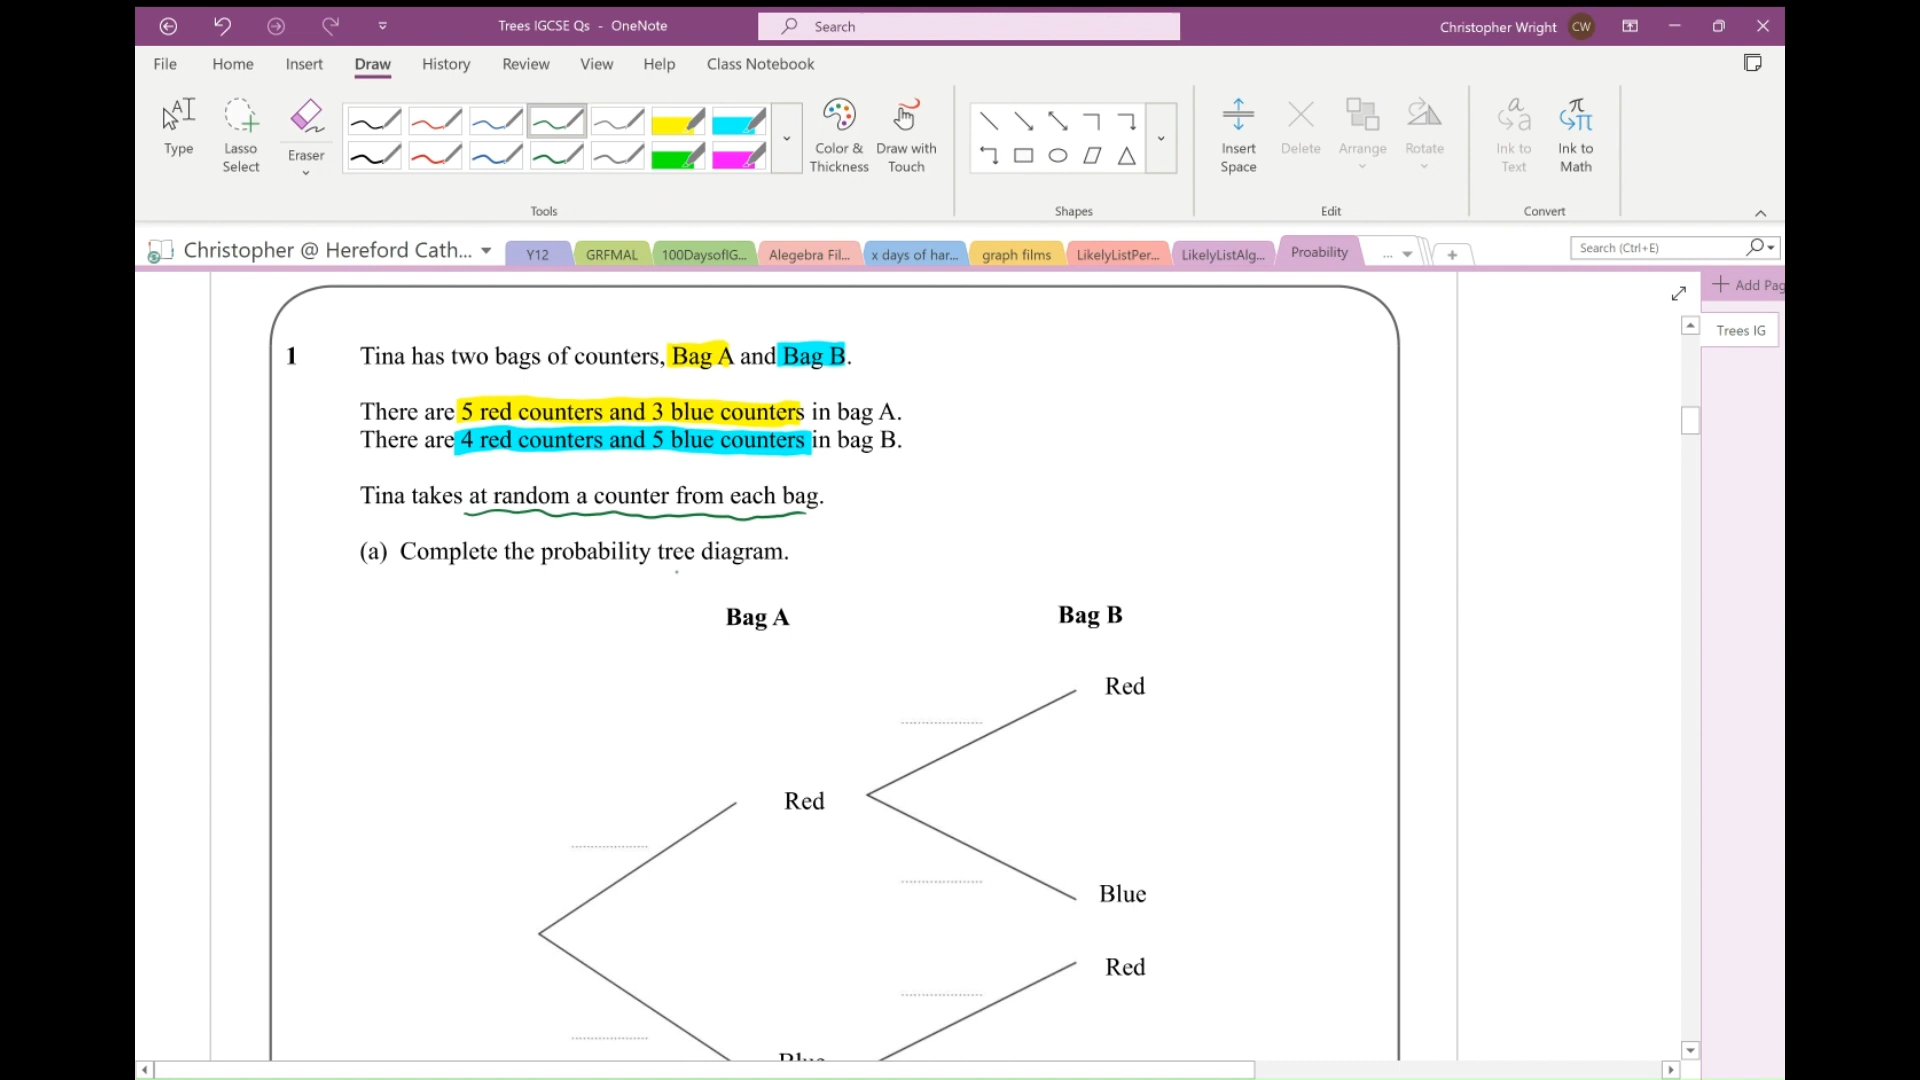 Trees IGCSE Qs - OneNote
Search
Christopher Wright CW
File Home Insert Draw History Review View Help Class Notebook
Type
Lasso Select
Eraser
Color & Thickness
Draw with Touch
Insert Space
Delete
Arrange
Rotate
Ink to Text
Ink to Math
Tools
Shapes
Edit
Convert
Christopher @ Hereford Cath...
Y12
GRFMAL
100DaysofIG...
Alegebra Fil...
x days of har...
graph films
LikelyListPer...
LikelyListAlg...
Proability
...
Search (Ctrl+E)
Add Pag
Trees IG
1 Tina has two bags of counters, Bag A and Bag B.
There are 5 red counters and 3 blue counters in bag A.
There are 4 red counters and 5 blue counters in bag B.
Tina takes at random a counter from each bag.
(a) Complete the probability tree diagram.
Bag A Bag B
Red
Red
Blue
Red
Blue